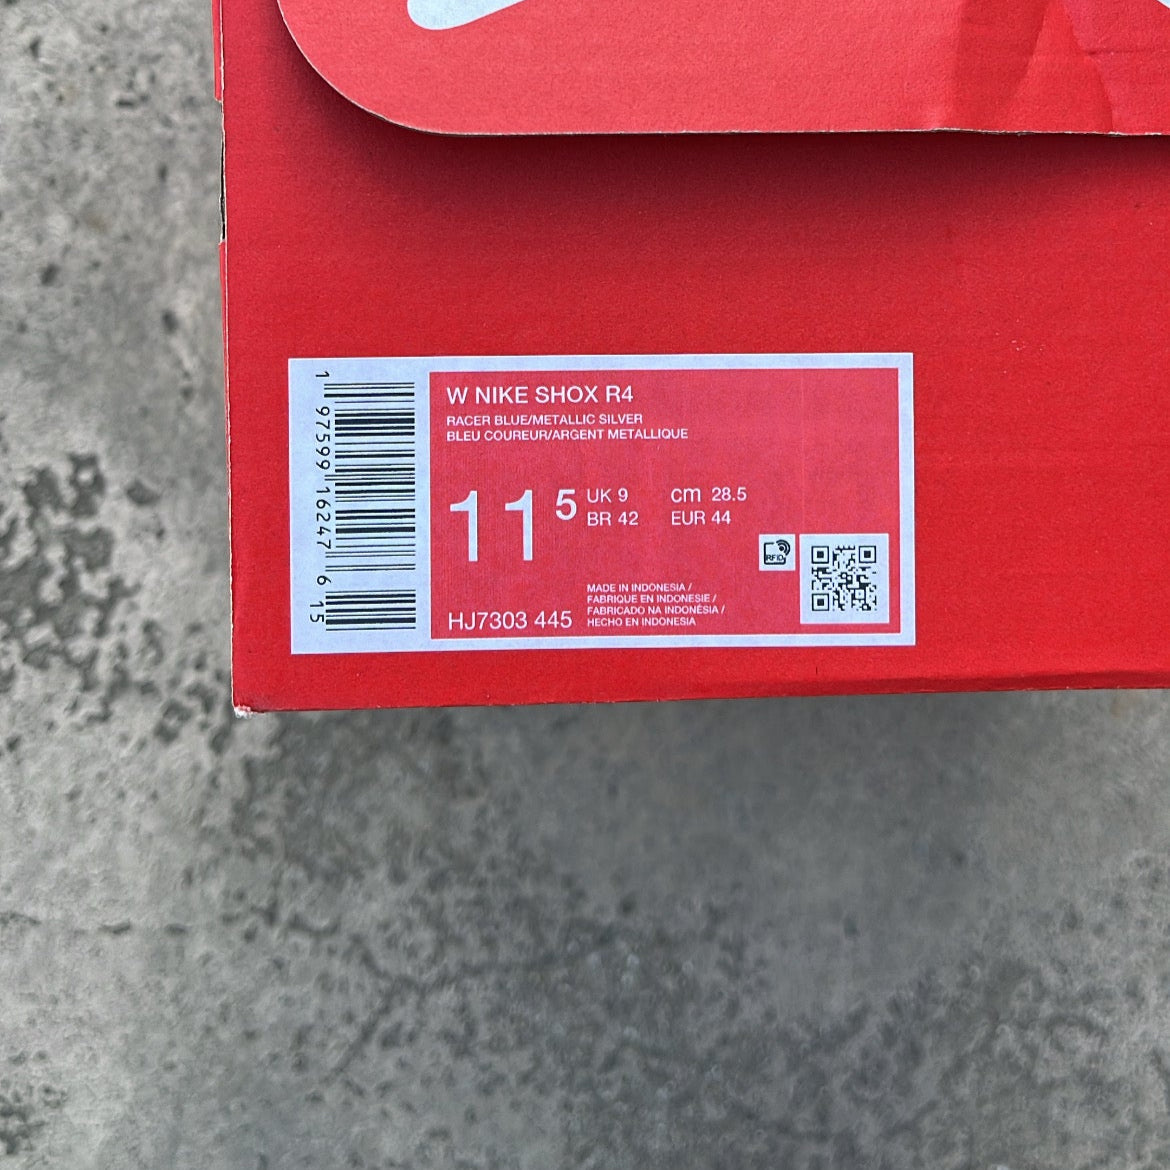 W NIKE SHOX R4
RACER BLUE/METALLIC SILVER
BLEU COUREUR/ARGENT METALLIQUE
11 5
UK 9 cm 28.5
BR 42 EUR 44
RFID
MADE IN INDONESIA /
FABRIQUE EN INDONESIE /
FABRICADO NA INDONÉSIA /
HECHO EN INDONESIA
HJ7303 445
1 97599 16247 6 15